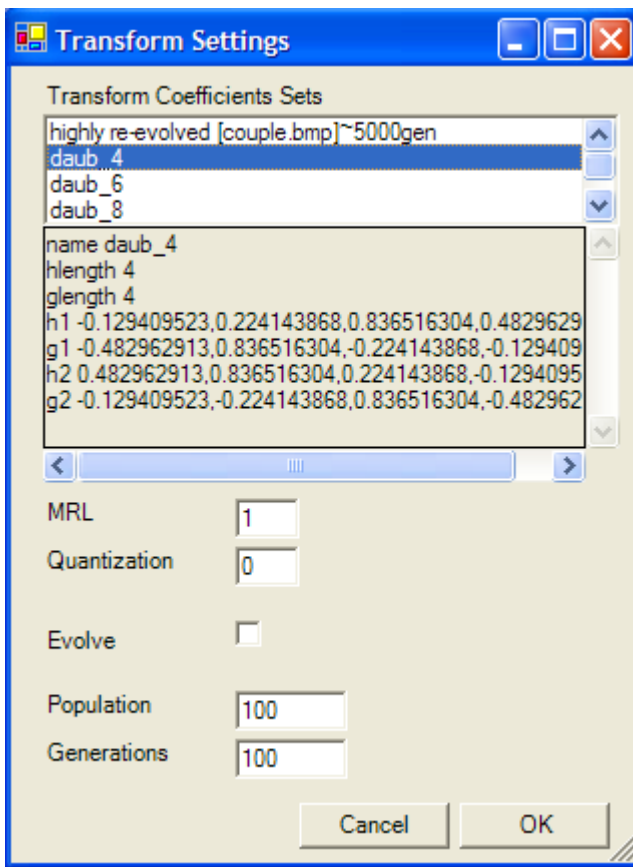 Transform Settings
Transform Coefficients Sets
highly re-evolved [couple.bmp]~5000gen
daub_4
daub_6
daub_8
name daub_4
hlength 4
glength 4
h1 -0.129409523,0.224143868,0.836516304,0.4829629
g1 -0.482962913,0.836516304,-0.224143868,-0.129409
h2 0.482962913,0.836516304,0.224143868,-0.1294095
g2 -0.129409523,-0.224143868,0.836516304,-0.482962
MRL 1
Quantization 0
Evolve
Population 100
Generations 100
Cancel OK